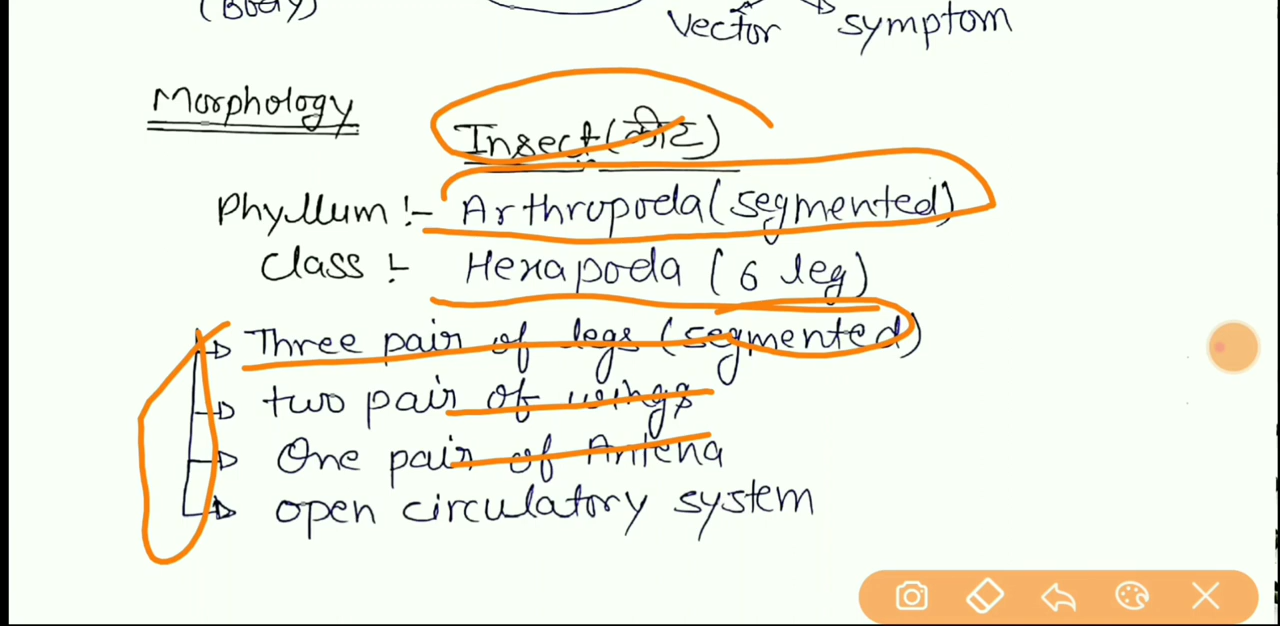 (Body)
Vector symptom
Morphology
Insect (कीट)
Phyllum :- Arthropoda (segmented)
Class :- Hexapoda (6 leg)
Three pair of legs (segmented)
two pair of wings
One pair of Antena
open circulatory system